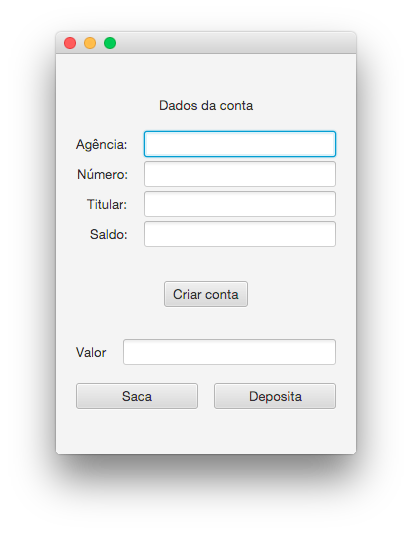 Dados da conta
Agência:
Número:
Titular:
Saldo:
Criar conta
Valor
Saca Deposita